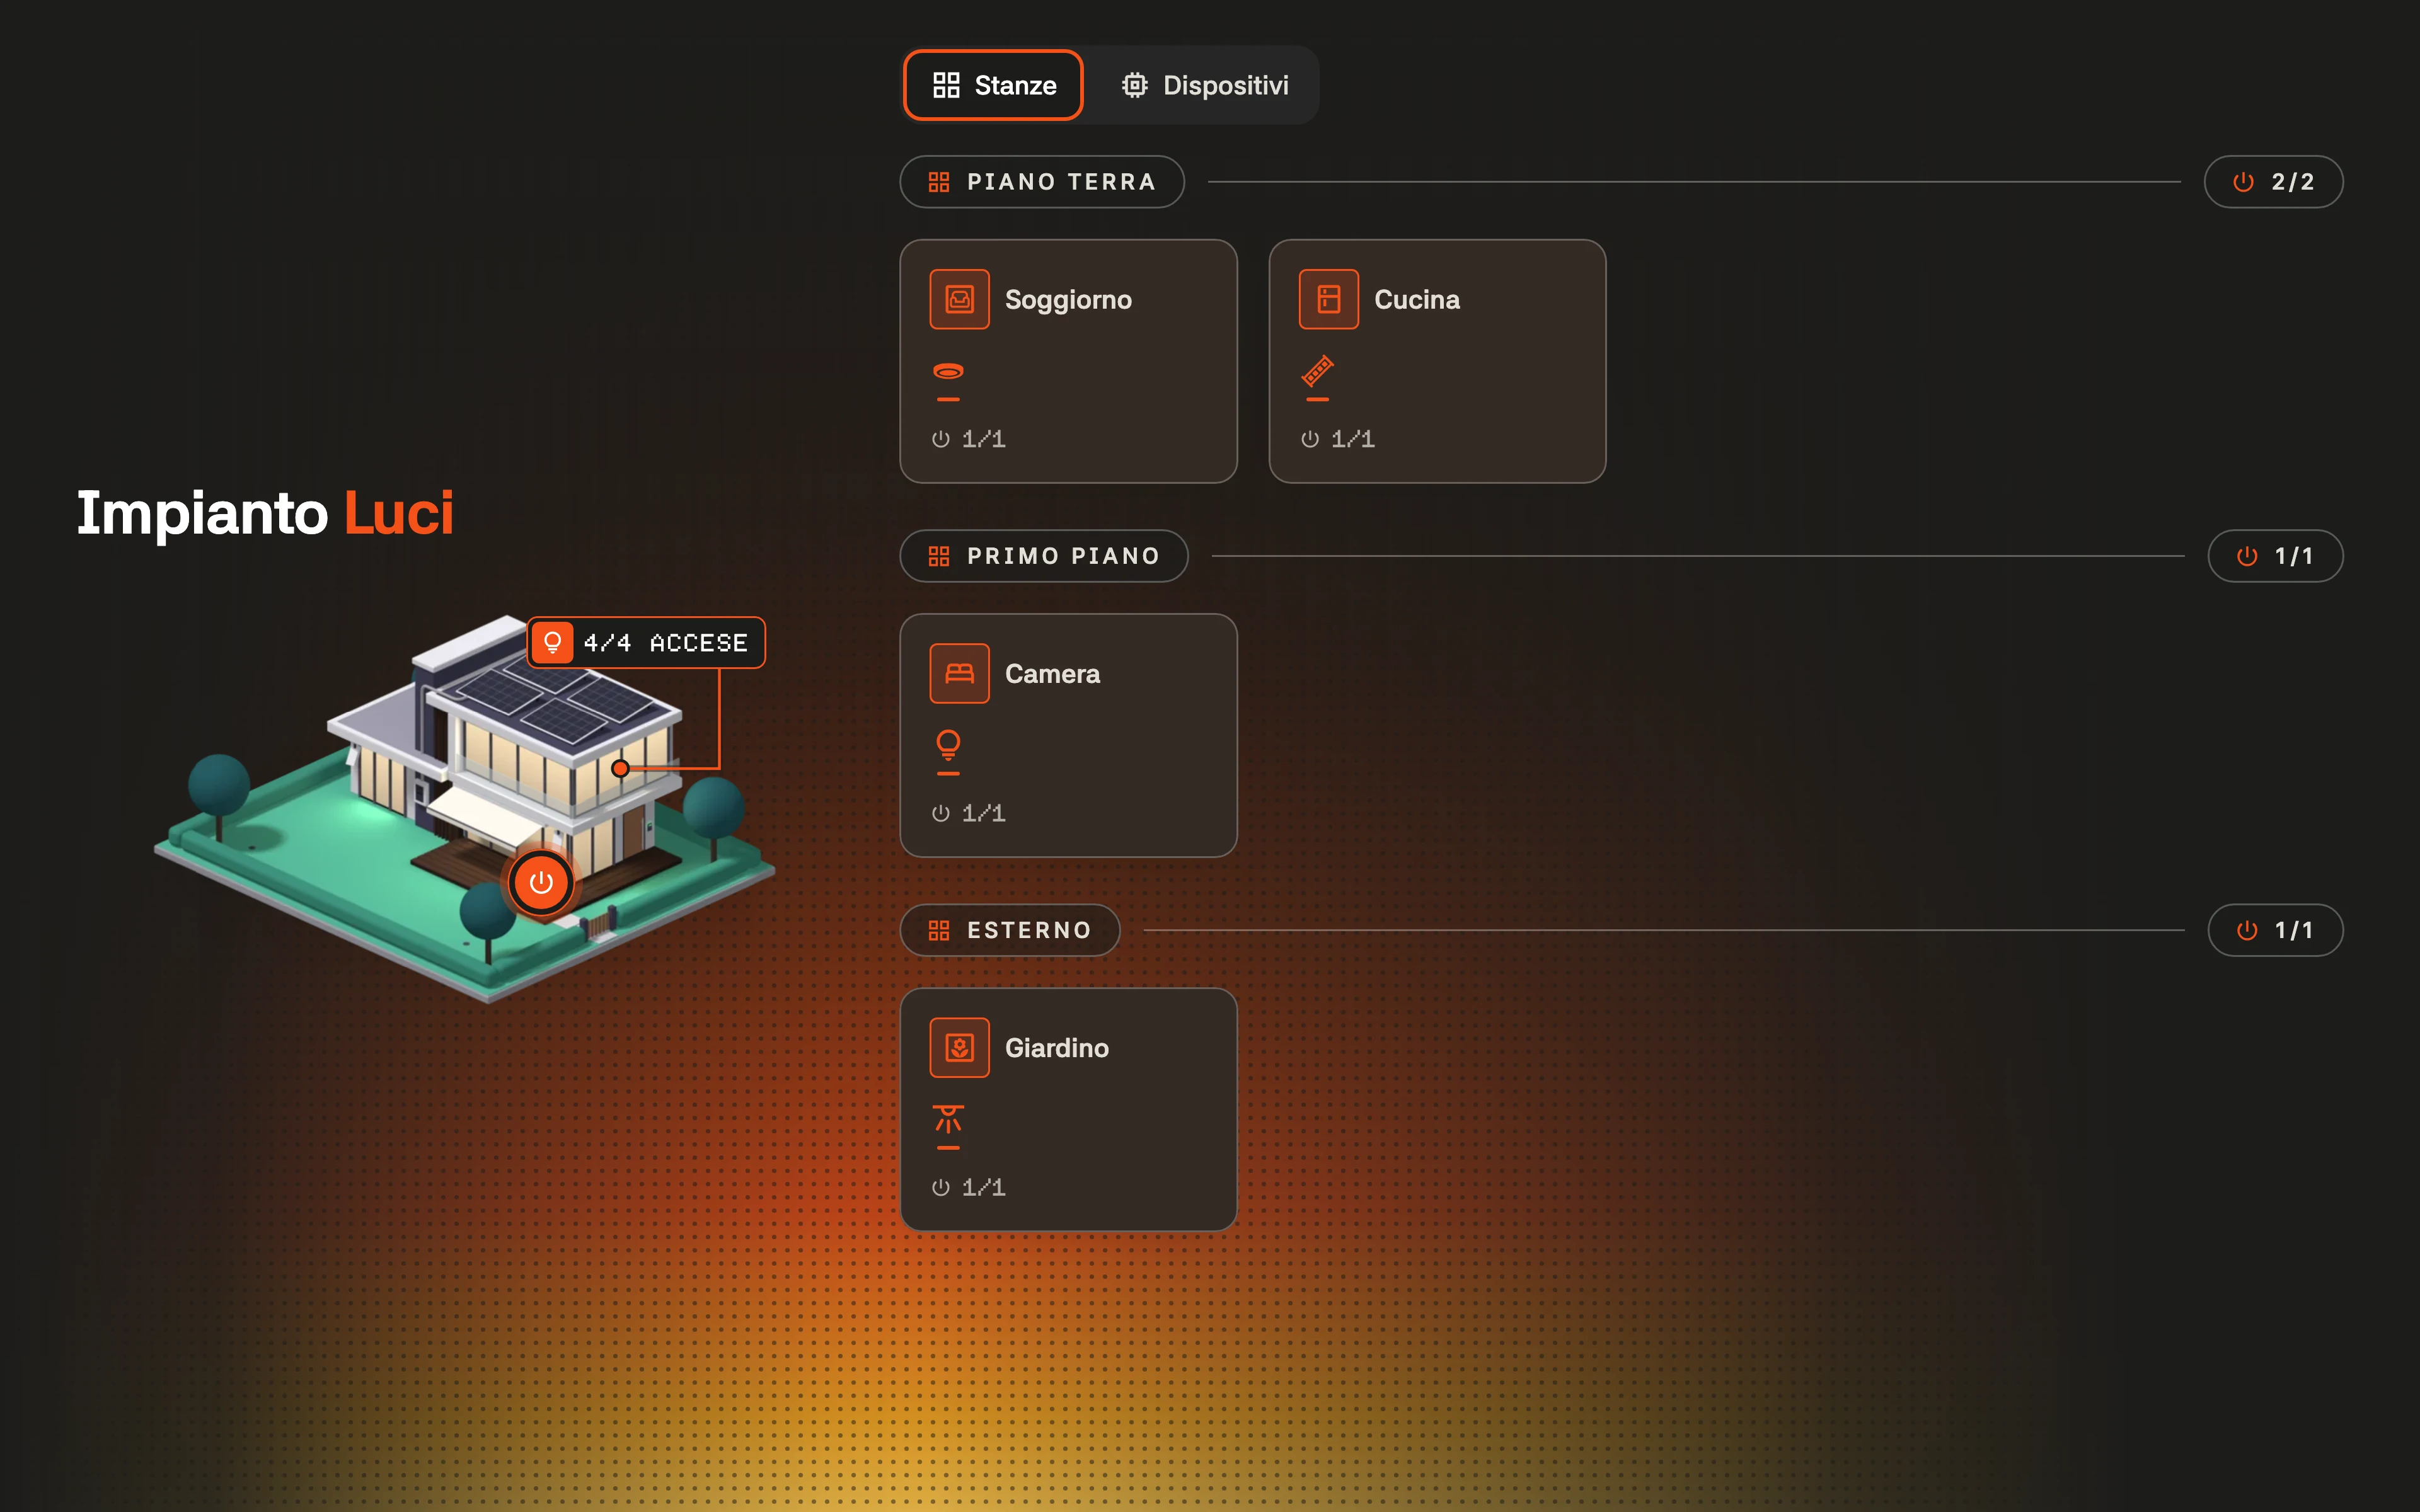 Stanze
Dispositivi
PIANO TERRA
2/2
Soggiorno
1/1
Cucina
1/1
Impianto Luci
4/4 ACCESE
PRIMO PIANO
1/1
Camera
1/1
ESTERNO
1/1
Giardino
1/1